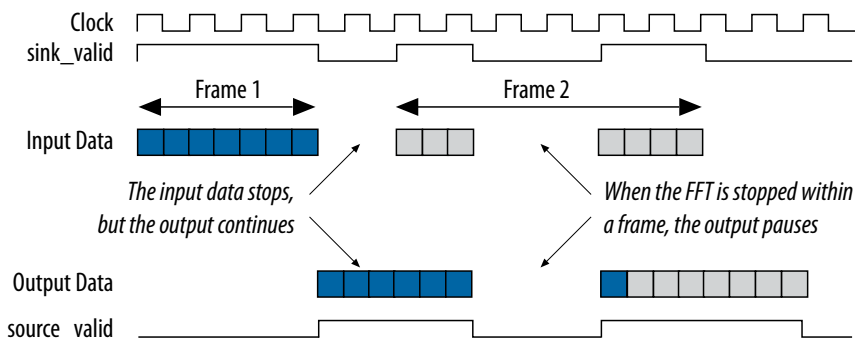 Clock
sink_valid
Frame 1
Frame 2
Input Data
The input data stops,
but the output continues
When the FFT is stopped within
a frame, the output pauses
Output Data
source valid